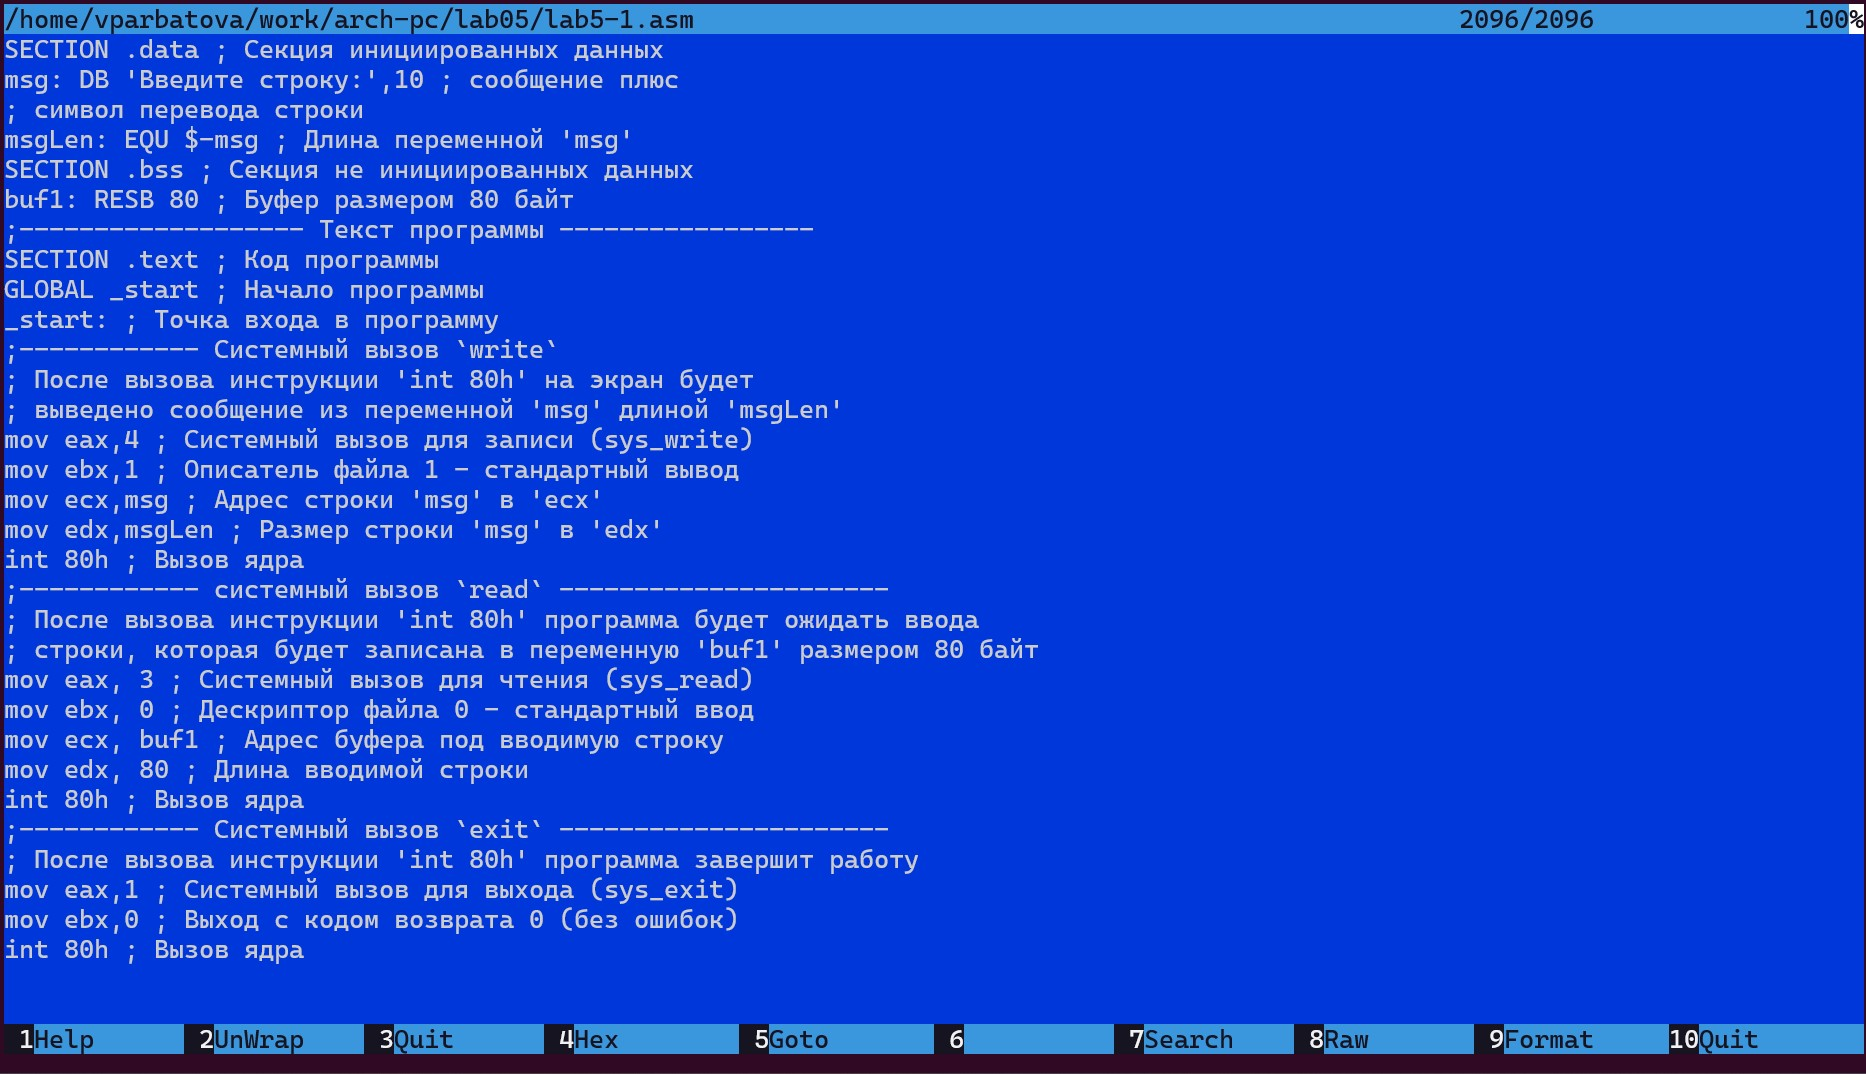 /home/vparbatova/work/arch-pc/lab05/lab5-1.asm 2096/2096 100%
SECTION .data ; Секция инициированных данных
msg: DB 'Введите строку:',10 ; сообщение плюс
; символ перевода строки
msgLen: EQU $-msg ; Длина переменной 'msg'
SECTION .bss ; Секция не инициированных данных
buf1: RESB 80 ; Буфер размером 80 байт
;------------------- Текст программы -----------------
SECTION .text ; Код программы
GLOBAL _start ; Начало программы
_start: ; Точка входа в программу
;------------ Системный вызов `write`
; После вызова инструкции 'int 80h' на экран будет
; выведено сообщение из переменной 'msg' длиной 'msgLen'
mov eax,4 ; Системный вызов для записи (sys_write)
mov ebx,1 ; Описатель файла 1 - стандартный вывод
mov ecx,msg ; Адрес строки 'msg' в 'ecx'
mov edx,msgLen ; Размер строки 'msg' в 'edx'
int 80h ; Вызов ядра
;------------ системный вызов `read` ----------------------
; После вызова инструкции 'int 80h' программа будет ожидать ввода
; строки, которая будет записана в переменную 'buf1' размером 80 байт
mov eax, 3 ; Системный вызов для чтения (sys_read)
mov ebx, 0 ; Дескриптор файла 0 - стандартный ввод
mov ecx, buf1 ; Адрес буфера под вводимую строку
mov edx, 80 ; Длина вводимой строки
int 80h ; Вызов ядра
;------------ Системный вызов `exit` ----------------------
; После вызова инструкции 'int 80h' программа завершит работу
mov eax,1 ; Системный вызов для выхода (sys_exit)
mov ebx,0 ; Выход с кодом возврата 0 (без ошибок)
int 80h ; Вызов ядра
1Help 2UnWrap 3Quit 4Hex 5Goto 6 7Search 8Raw 9Format 10Quit